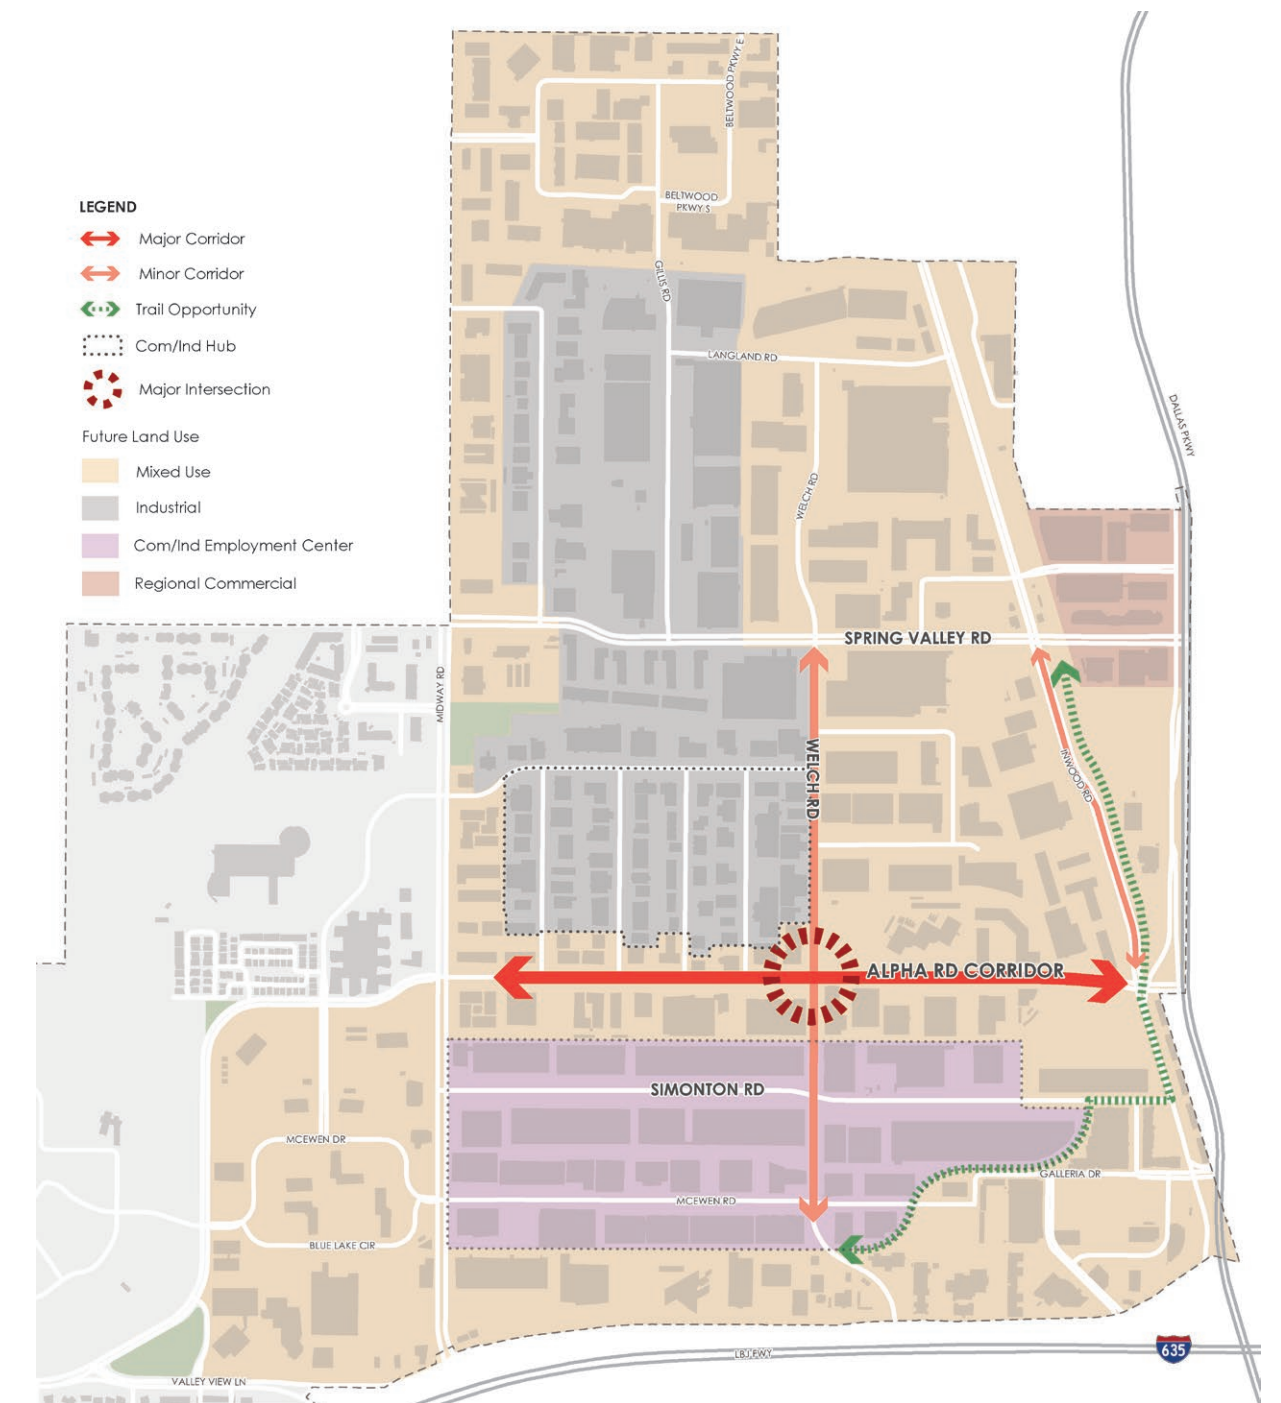 LEGEND
Major Corridor
Minor Corridor
Trail Opportunity
Com/Ind Hub
Major Intersection
Future Land Use
Mixed Use
Industrial
Com/Ind Employment Center
Regional Commercial
BELTWOOD PKWY E
BELTWOOD
PKWY S
GILLIS RD
LANGLAND RD
WELCH RD
DALLAS PKWY
SPRING VALLEY RD
MIDWAY RD
WELCH RD
INWOOD RD
ALPHA RD CORRIDOR
SIMONTON RD
MCEWEN DR
GALLERIA DR
MCEWEN RD
BLUE LAKE CIR
LBJ FWY
635
VALLEY VIEW LN